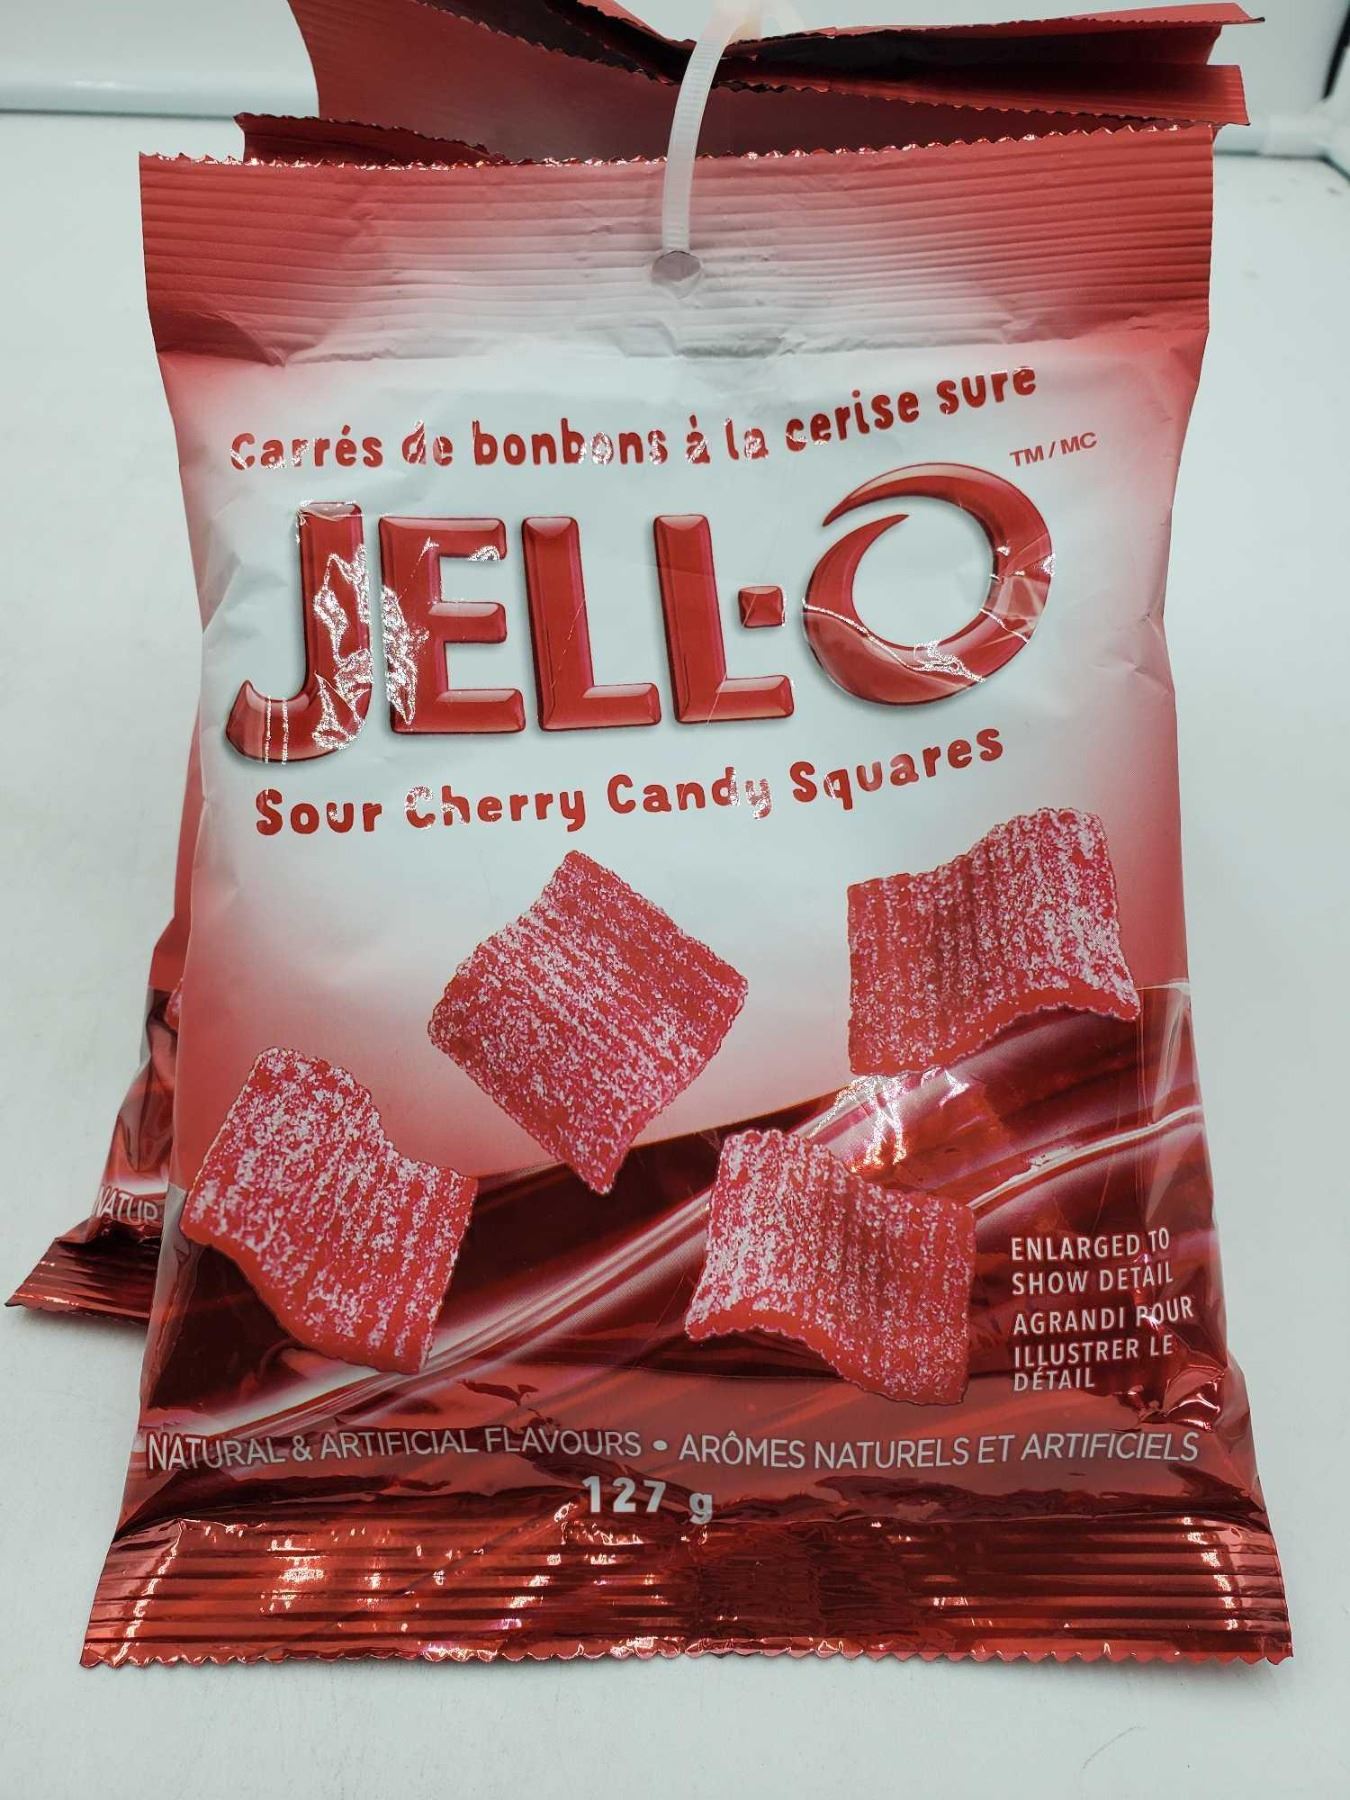 Carrés de bonbons à la cerise sure
TM/MC
JELL-O
Sour Cherry Candy Squares
ENLARGED TO
SHOW DETAIL
AGRANDI POUR
ILLUSTRER LE
DÉTAIL
NATUR
NATURAL & ARTIFICIAL FLAVOURS • ARÔMES NATURELS ET ARTIFICIELS
127 g